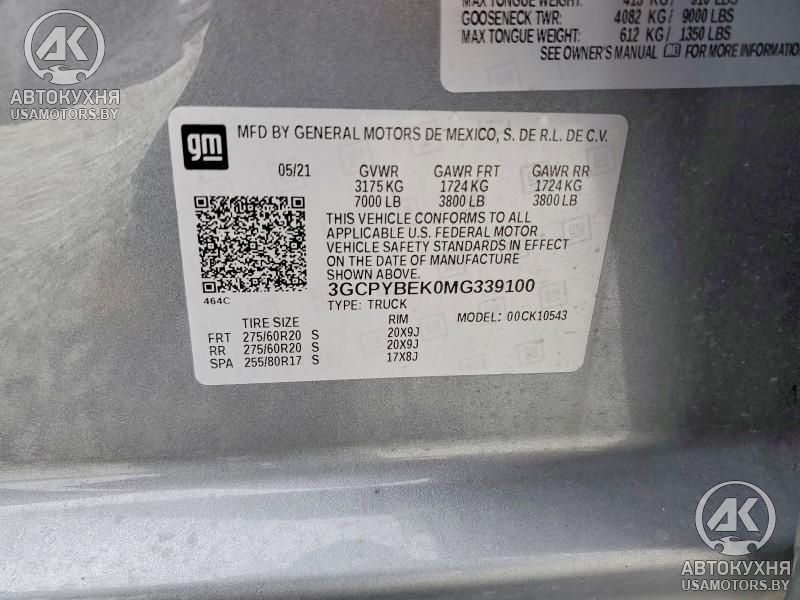 MAX TONGUE WEIGHT: 413 KG / 910 LBS
GOOSENECK TWR: 4082 KG / 9000 LBS
MAX TONGUE WEIGHT: 612 KG / 1350 LBS
SEE OWNER'S MANUAL FOR MORE INFORMATION
AK
АВТОКУХНЯ
USAMOTORS.BY
gm
MFD BY GENERAL MOTORS DE MEXICO, S. DE R.L. DE C.V.
05/21 GVWR GAWR FRT GAWR RR
3175 KG 1724 KG 1724 KG
7000 LB 3800 LB 3800 LB
THIS VEHICLE CONFORMS TO ALL
APPLICABLE U.S. FEDERAL MOTOR
VEHICLE SAFETY STANDARDS IN EFFECT
ON THE DATE OF MANUFACTURE
SHOWN ABOVE.
464C
3GCPYBEK0MG339100
TYPE: TRUCK
TIRE SIZE RIM MODEL: 00CK10543
FRT 275/60R20 S 20X9J
RR 275/60R20 S 20X9J
SPA 255/80R17 S 17X8J
AK
АВТОКУХНЯ
USAMOTORS.BY